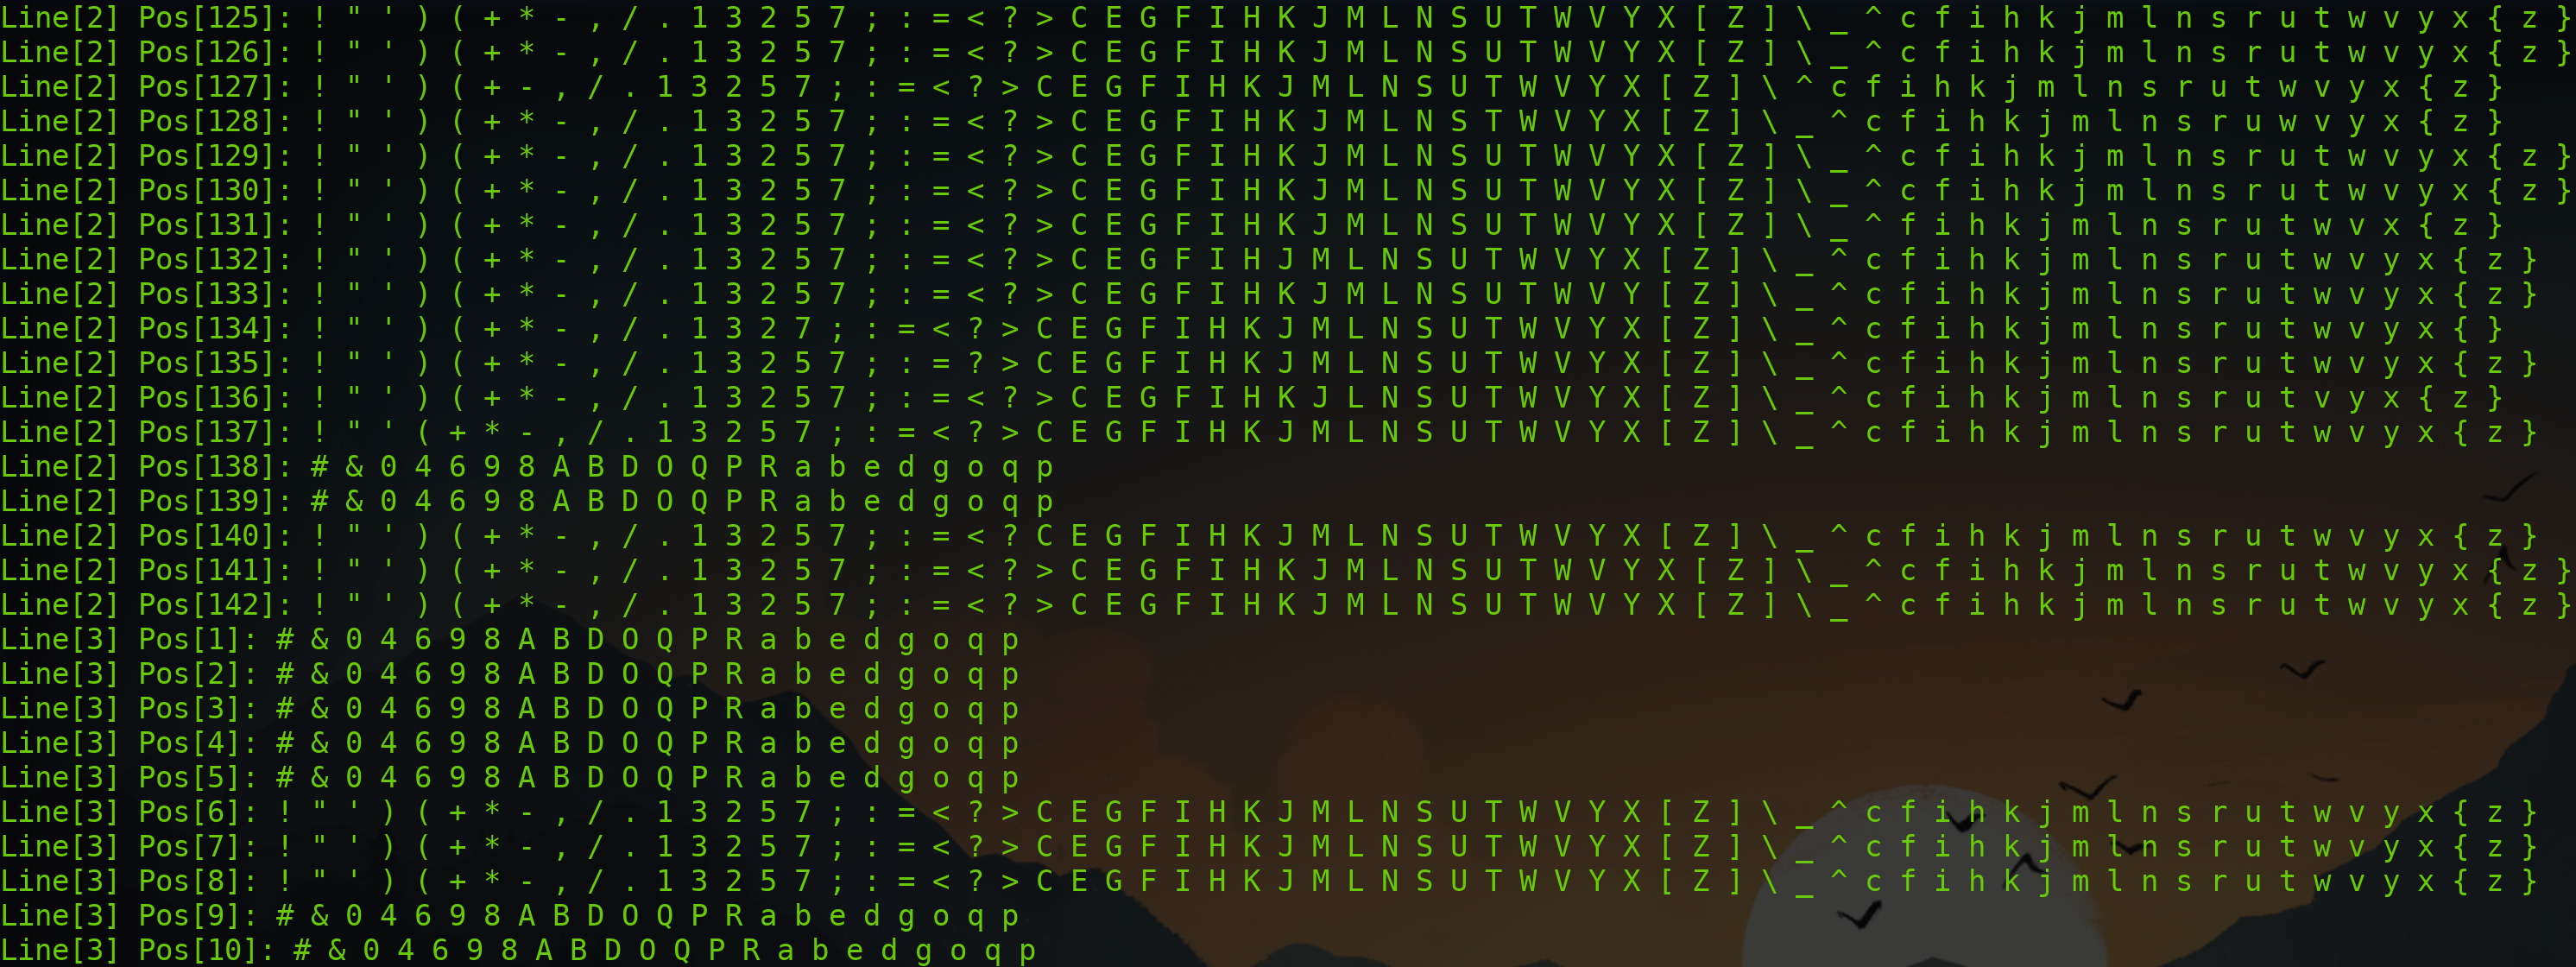 Line[2] Pos[125]: ! " ' ) ( + * - , / . 1 3 2 5 7 ; : = < ? > C E G F I H K J M L N S U T W V Y X [ Z ] \ _ ^ c f i h k j m l n s r u t w v y x { z }
Line[2] Pos[126]: ! " ' ) ( + * - , / . 1 3 2 5 7 ; : = < ? > C E G F I H K J M L N S U T W V Y X [ Z ] \ _ ^ c f i h k j m l n s r u t w v y x { z }
Line[2] Pos[127]: ! " ' ) ( + - , / . 1 3 2 5 7 ; : = < ? > C E G F I H K J M L N S U T W V Y X [ Z ] \ ^ c f i h k j m l n s r u t w v y x { z }
Line[2] Pos[128]: ! " ' ) ( + * - , / . 1 3 2 5 7 ; : = < ? > C E G F I H K J M L N S T W V Y X [ Z ] \ _ ^ c f i h k j m l n s r u w v y x { z }
Line[2] Pos[129]: ! " ' ) ( + * - , / . 1 3 2 5 7 ; : = < ? > C E G F I H K J M L N S U T W V Y X [ Z ] \ _ ^ c f i h k j m l n s r u t w v y x { z }
Line[2] Pos[130]: ! " ' ) ( + * - , / . 1 3 2 5 7 ; : = < ? > C E G F I H K J M L N S U T W V Y X [ Z ] \ _ ^ c f i h k j m l n s r u t w v y x { z }
Line[2] Pos[131]: ! " ' ) ( + * - , / . 1 3 2 5 7 ; : = < ? > C E G F I H K J M L N S U T W V Y X [ Z ] \ _ ^ f i h k j m l n s r u t w v x { z }
Line[2] Pos[132]: ! " ' ) ( + * - , / . 1 3 2 5 7 ; : = < ? > C E G F I H J M L N S U T W V Y X [ Z ] \ _ ^ c f i h k j m l n s r u t w v y x { z }
Line[2] Pos[133]: ! " ' ) ( + * - , / . 1 3 2 5 7 ; : = < ? > C E G F I H K J M L N S U T W V Y [ Z ] \ _ ^ c f i h k j m l n s r u t w v y x { z }
Line[2] Pos[134]: ! " ' ) ( + * - , / . 1 3 2 7 ; : = < ? > C E G F I H K J M L N S U T W V Y X [ Z ] \ _ ^ c f i h k j m l n s r u t w v y x { }
Line[2] Pos[135]: ! " ' ) ( + * - , / . 1 3 2 5 7 ; : = ? > C E G F I H K J M L N S U T W V Y X [ Z ] \ _ ^ c f i h k j m l n s r u t w v y x { z }
Line[2] Pos[136]: ! " ' ) ( + * - , / . 1 3 2 5 7 ; : = < ? > C E G F I H K J L N S U T W V Y X [ Z ] \ _ ^ c f i h k j m l n s r u t v y x { z }
Line[2] Pos[137]: ! " ' ( + * - , / . 1 3 2 5 7 ; : = < ? > C E G F I H K J M L N S U T W V Y X [ Z ] \ _ ^ c f i h k j m l n s r u t w v y x { z }
Line[2] Pos[138]: # & 0 4 6 9 8 A B D O Q P R a b e d g o q p
Line[2] Pos[139]: # & 0 4 6 9 8 A B D O Q P R a b e d g o q p
Line[2] Pos[140]: ! " ' ) ( + * - , / . 1 3 2 5 7 ; : = < ? C E G F I H K J M L N S U T W V Y X [ Z ] \ _ ^ c f i h k j m l n s r u t w v y x { z }
Line[2] Pos[141]: ! " ' ) ( + * - , / . 1 3 2 5 7 ; : = < ? > C E G F I H K J M L N S U T W V Y X [ Z ] \ _ ^ c f i h k j m l n s r u t w v y x { z }
Line[2] Pos[142]: ! " ' ) ( + * - , / . 1 3 2 5 7 ; : = < ? > C E G F I H K J M L N S U T W V Y X [ Z ] \ _ ^ c f i h k j m l n s r u t w v y x { z }
Line[3] Pos[1]: # & 0 4 6 9 8 A B D O Q P R a b e d g o q p
Line[3] Pos[2]: # & 0 4 6 9 8 A B D O Q P R a b e d g o q p
Line[3] Pos[3]: # & 0 4 6 9 8 A B D O Q P R a b e d g o q p
Line[3] Pos[4]: # & 0 4 6 9 8 A B D O Q P R a b e d g o q p
Line[3] Pos[5]: # & 0 4 6 9 8 A B D O Q P R a b e d g o q p
Line[3] Pos[6]: ! " ' ) ( + * - , / . 1 3 2 5 7 ; : = < ? > C E G F I H K J M L N S U T W V Y X [ Z ] \ _ ^ c f i h k j m l n s r u t w v y x { z }
Line[3] Pos[7]: ! " ' ) ( + * - , / . 1 3 2 5 7 ; : = < ? > C E G F I H K J M L N S U T W V Y X [ Z ] \ _ ^ c f i h k j m l n s r u t w v y x { z }
Line[3] Pos[8]: ! " ' ) ( + * - , / . 1 3 2 5 7 ; : = < ? > C E G F I H K J M L N S U T W V Y X [ Z ] \ _ ^ c f i h k j m l n s r u t w v y x { z }
Line[3] Pos[9]: # & 0 4 6 9 8 A B D O Q P R a b e d g o q p
Line[3] Pos[10]: # & 0 4 6 9 8 A B D O Q P R a b e d g o q p